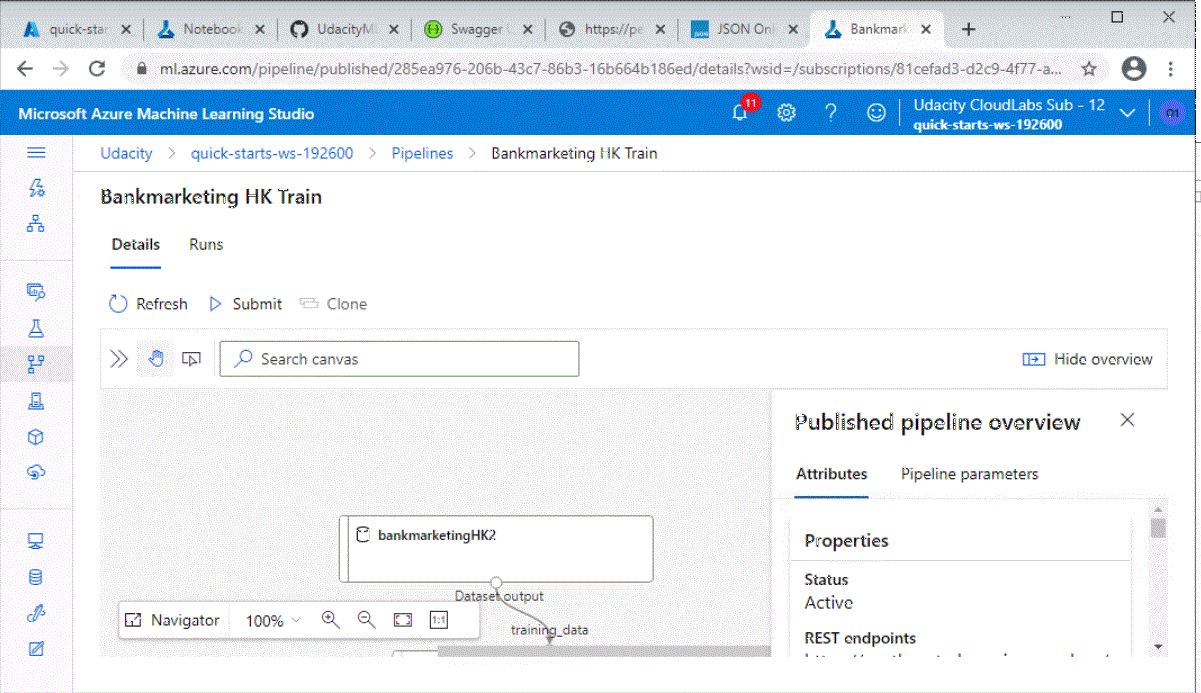 quick-star
Notebook
UdacityM
Swagger U
https://pe
JSON Onl
Bankmark
ml.azure.com/pipeline/published/285ea976-206b-43c7-86b3-16b664b186ed/details?wsid=/subscriptions/81cefad3-d2c9-4f77-a...
Microsoft Azure Machine Learning Studio
11
?
Udacity CloudLabs Sub - 12
quick-starts-ws-192600
Udacity > quick-starts-ws-192600 > Pipelines > Bankmarketing HK Train
Bankmarketing HK Train
Details Runs
Refresh Submit Clone
Search canvas
Hide overview
Published pipeline overview
Attributes Pipeline parameters
Properties
Status
Active
REST endpoints
bankmarketingHK2
Dataset output
training_data
Navigator 100% 1:1